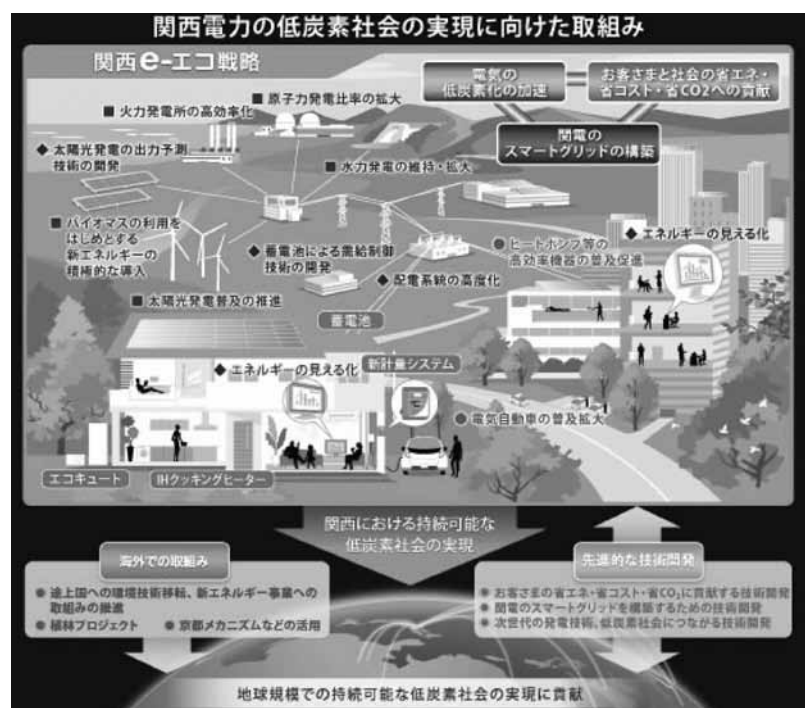 関西電力の低炭素社会の実現に向けた取組み
関西e-エコ戦略
電気の
低炭素化の加速
お客さまと社会の省エネ・
省コスト・省CO2への貢献
関電の
スマートグリッドの構築
■ 原子力発電比率の拡大
■ 火力発電所の高効率化
◆ 太陽光発電の出力予測
技術の開発
■ 水力発電の維持・拡大
■ バイオマスの利用を
はじめとする
新エネルギーの
積極的な導入
◆ 蓄電池による需給制御
技術の開発
● ヒートポンプ等の
高効率機器の普及促進
◆ エネルギーの見える化
◆ 配電系統の高度化
■ 太陽光発電普及の推進
蓄電池
◆ エネルギーの見える化
新計量システム
● 電気自動車の普及拡大
エコキュート
IHクッキングヒーター
関西における持続可能な
低炭素社会の実現
海外での取組み
● 途上国への環境技術移転、新エネルギー事業への
取組みの推進
● 植林プロジェクト
● 京都メカニズムなどの活用
先進的な技術開発
● お客さまの省エネ・省コスト・省CO₂に貢献する技術開発
● 関電のスマートグリッドを構築するための技術開発
● 次世代の発電技術、低炭素社会につながる技術開発
地球規模での持続可能な低炭素社会の実現に貢献